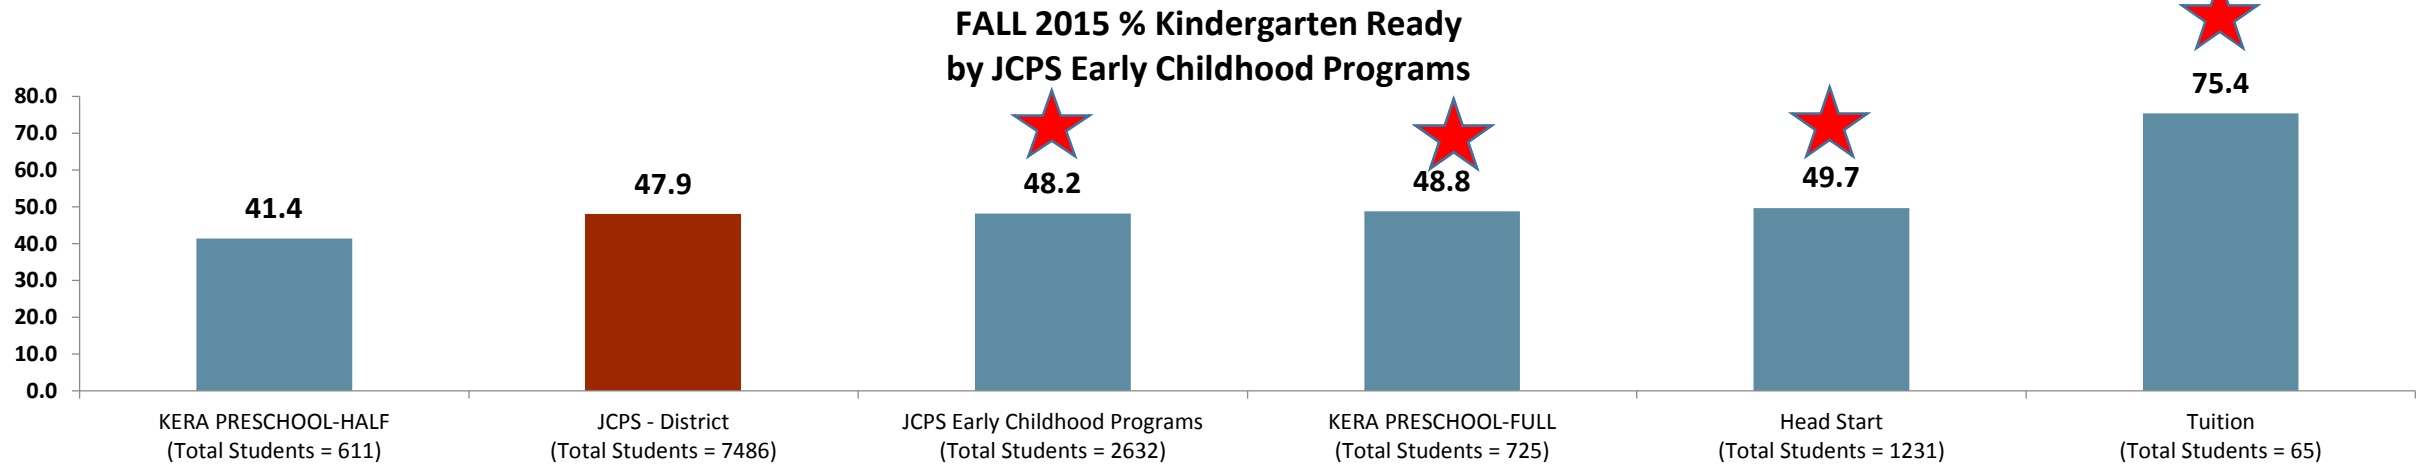 FALL 2015 % Kindergarten Ready
by JCPS Early Childhood Programs
80.0
70.0
60.0
50.0
40.0
30.0
20.0
10.0
0.0
41.4
47.9
48.2
48.8
49.7
75.4
KERA PRESCHOOL-HALF
(Total Students = 611)
JCPS - District
(Total Students = 7486)
JCPS Early Childhood Programs
(Total Students = 2632)
KERA PRESCHOOL-FULL
(Total Students = 725)
Head Start
(Total Students = 1231)
Tuition
(Total Students = 65)